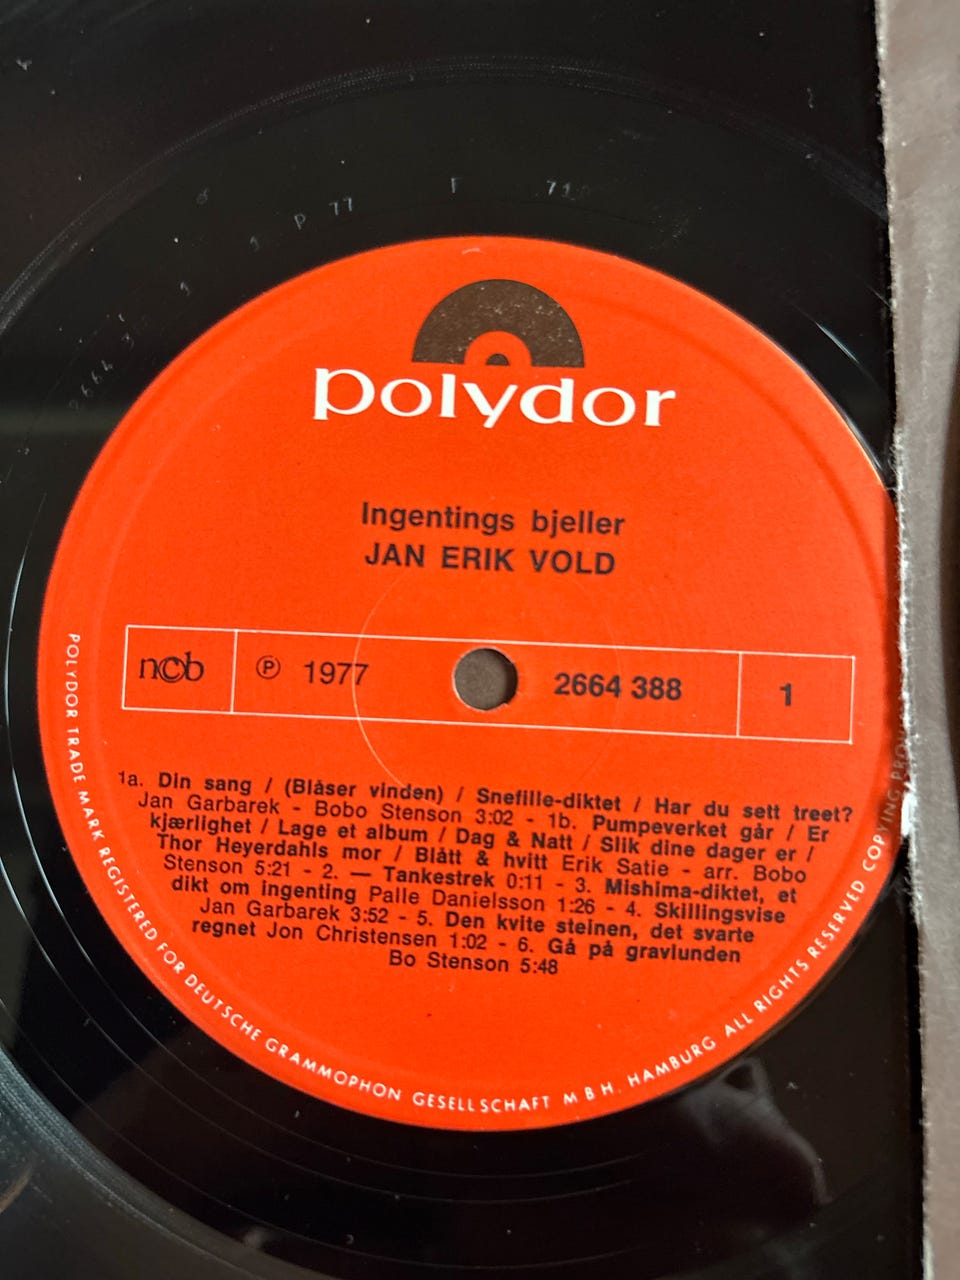 P 77
polydor
Ingentings bjeller
JAN ERIK VOLD
ncb
℗ 1977
2664 388
1
1a. Din sang / (Blåser vinden) / Snefille-diktet / Har du sett treet?
Jan Garbarek - Bobo Stenson 3:02 - 1b. Pumpeverket går / Er
kjærlighet / Lage et album / Dag & Natt / Slik dine dager er /
Thor Heyerdahls mor / Blått & hvitt Erik Satie - arr. Bobo
Stenson 5:21 - 2. — Tankestrek 0:11 - 3. Mishima-diktet, et
dikt om ingenting Palle Danielsson 1:26 - 4. Skillingsvise
Jan Garbarek 3:52 - 5. Den kvite steinen, det svarte
regnet Jon Christensen 1:02 - 6. Gå på gravlunden
Bo Stenson 5:48
POLYDOR TRADE MARK REGISTERED FOR DEUTSCHE GRAMMOPHON GESELLSCHAFT M B H. HAMBURG ALL RIGHTS RESERVED COPYING PRO